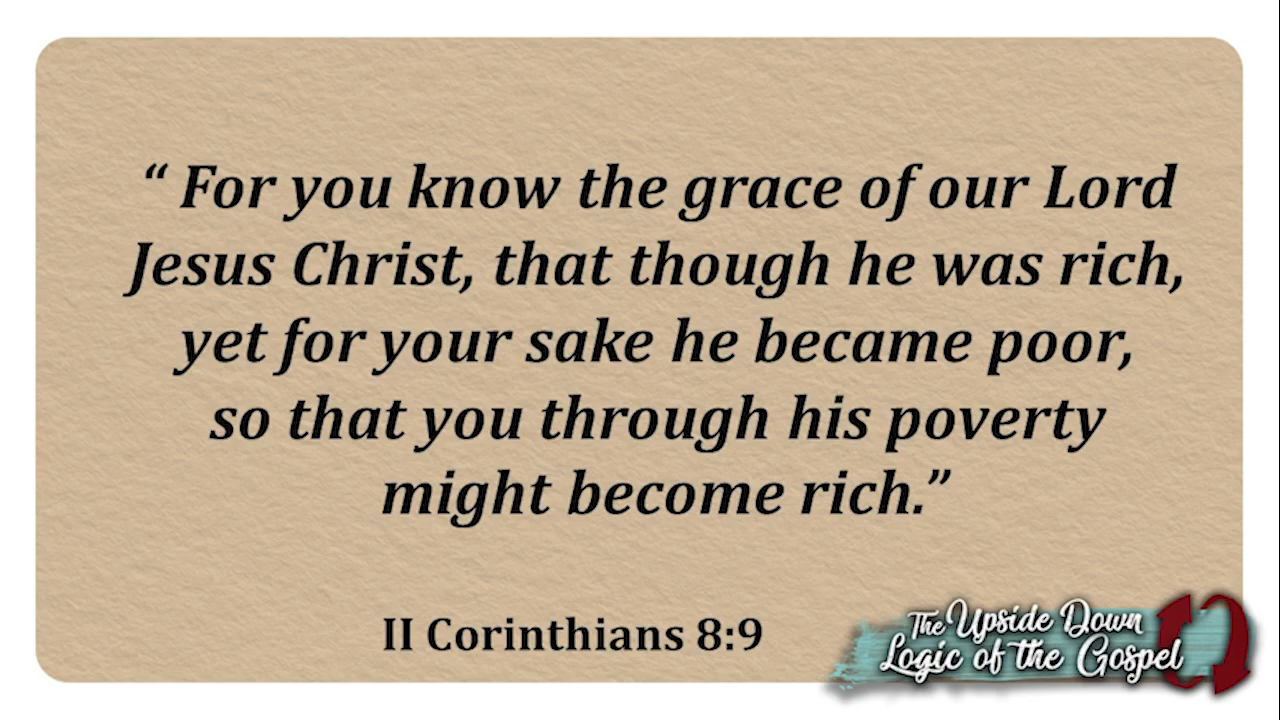 “ For you know the grace of our Lord
Jesus Christ, that though he was rich,
yet for your sake he became poor,
so that you through his poverty
might become rich.”
II Corinthians 8:9
The Upside Down
Logic of the Gospel